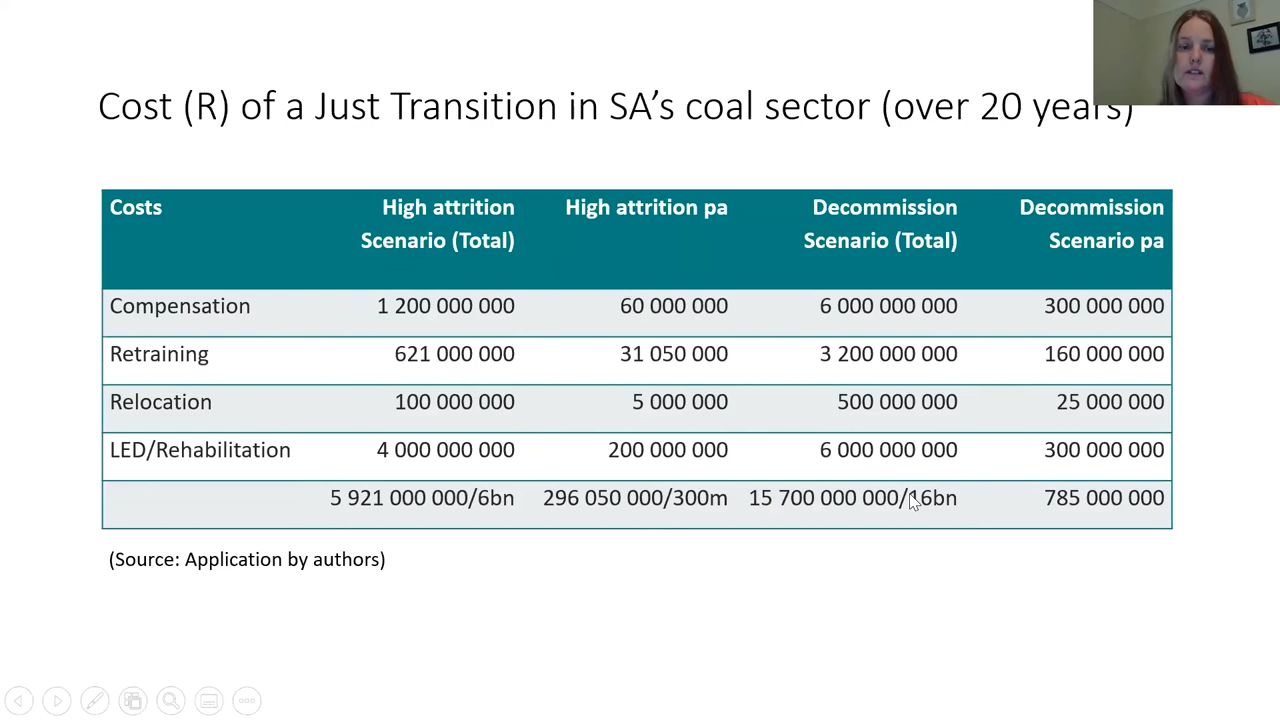 Cost (R) of a Just Transition in SA's coal sector (over 20 years)
Costs High attrition Scenario (Total) High attrition pa Decommission Scenario (Total) Decommission Scenario pa
Compensation 1 200 000 000 60 000 000 6 000 000 000 300 000 000
Retraining 621 000 000 31 050 000 3 200 000 000 160 000 000
Relocation 100 000 000 5 000 000 500 000 000 25 000 000
LED/Rehabilitation 4 000 000 000 200 000 000 6 000 000 000 300 000 000
5 921 000 000/6bn 296 050 000/300m 15 700 000 000/16bn 785 000 000
(Source: Application by authors)